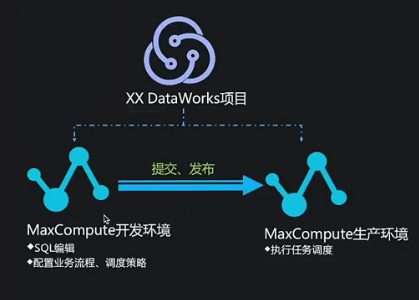 XX DataWorks项目
提交、发布
MaxCompute开发环境
◆SQL编辑
◆配置业务流程、调度策略
MaxCompute生产环境
◆执行任务调度